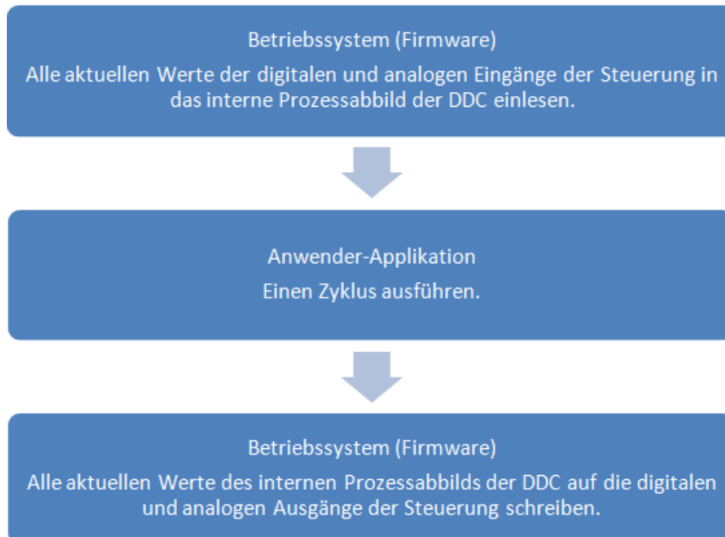 Betriebssystem (Firmware)
Alle aktuellen Werte der digitalen und analogen Eingänge der Steuerung in
das interne Prozessabbild der DDC einlesen.
Anwender-Applikation
Einen Zyklus ausführen.
Betriebssystem (Firmware)
Alle aktuellen Werte des internen Prozessabbilds der DDC auf die digitalen
und analogen Ausgänge der Steuerung schreiben.